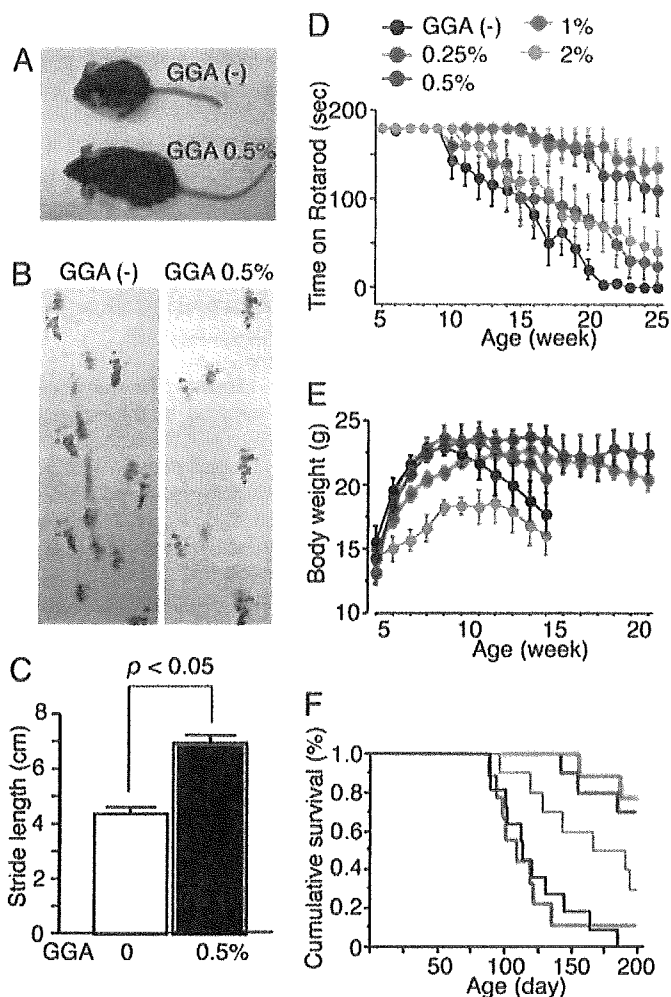 A
GGA (-)
GGA 0.5%
B
GGA (-) GGA 0.5%
C
p < 0.05
8
6
4
2
0
Stride length (cm)
GGA 0 0.5%
D
GGA (-) 1%
0.25% 2%
0.5%
200
100
0
Time on Rotarod (sec)
5 10 15 20 25
Age (week)
E
25
22
15
10
Body weight (g)
5 10 15 20
Age (week)
F
1.0
0.8
0.6
0.4
0.2
0
Cumulative survival (%)
50 100 150 200
Age (day)